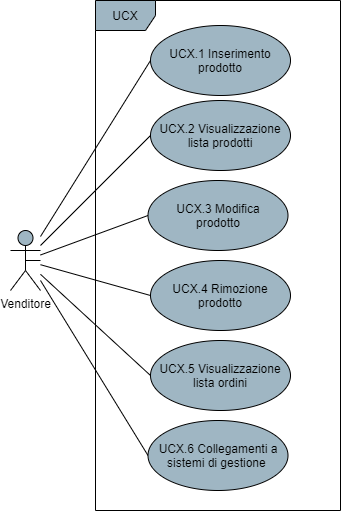 UCX
UCX.1 Inserimento
prodotto
UCX.2 Visualizzazione
lista prodotti
UCX.3 Modifica
prodotto
UCX.4 Rimozione
prodotto
UCX.5 Visualizzazione
lista ordini
UCX.6 Collegamenti a
sistemi di gestione
Venditore